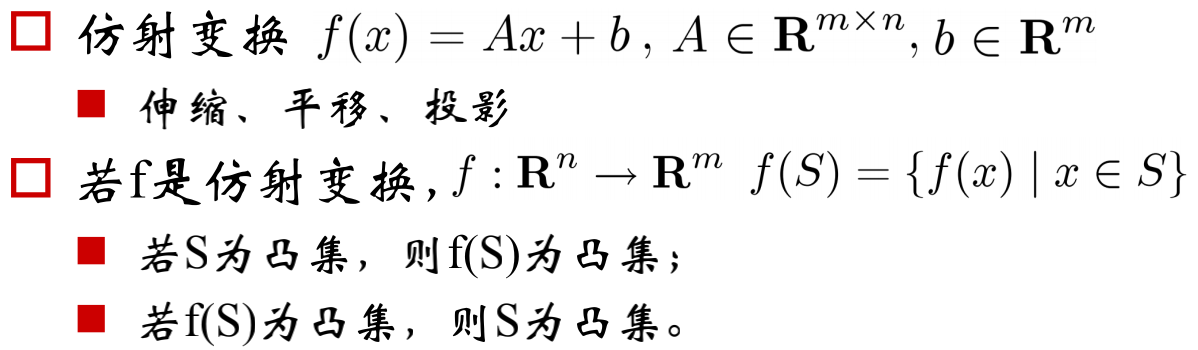 仿射变换 f(x) = Ax + b , A ∈ R^{m×n}, b ∈ R^m
伸缩、平移、投影
若f是仿射变换, f : R^n → R^m f(S) = {f(x) | x ∈ S}
若S为凸集，则f(S)为凸集；
若f(S)为凸集，则S为凸集。